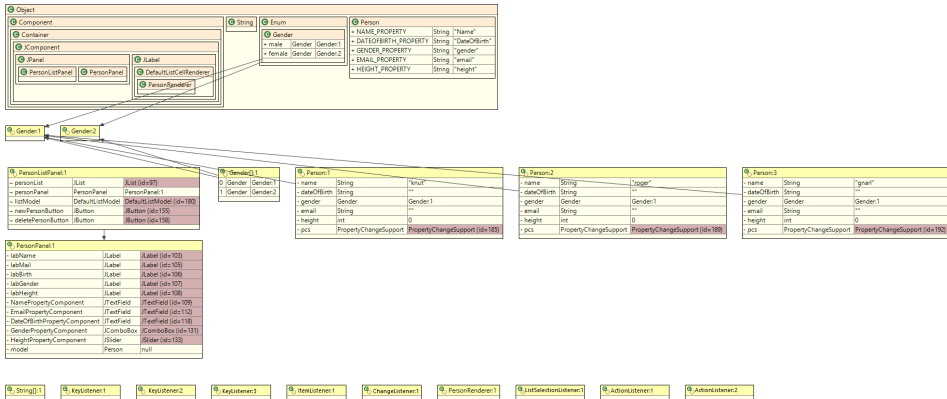 Object
Component
Container
JComponent
JPanel
PersonListPanel PersonPanel
JLabel
DefaultListCellRenderer
PersonRenderer
String
Enum
Gender
+ male Gender Gender:1
+ female Gender Gender:2
Person
+ NAME_PROPERTY String "Name"
+ DATEOFBIRTH_PROPERTY String "DateOfBirth"
+ GENDER_PROPERTY String "gender"
+ EMAIL_PROPERTY String "email"
+ HEIGHT_PROPERTY String "height"
Gender:1
Gender:2
PersonListPanel:1
~ personList JList JList (id=97)
~ personPanel PersonPanel PersonPanel:1
~ listModel DefaultListModel DefaultListModel (id=180)
~ newPersonButton JButton JButton (id=155)
~ deletePersonButton JButton JButton (id=158)
Gender[]:1
0 Gender Gender:1
1 Gender Gender:2
Person:1
- name String "knut"
- dateOfBirth String ""
- gender Gender Gender:1
- email String ""
- height int 0
- pcs PropertyChangeSupport PropertyChangeSupport (id=185)
Person:2
- name String "roger"
- dateOfBirth String ""
- gender Gender Gender:1
- email String ""
- height int 0
- pcs PropertyChangeSupport PropertyChangeSupport (id=189)
Person:3
- name String "gnarl"
- dateOfBirth String ""
- gender Gender Gender:1
- email String ""
- height int 0
- pcs PropertyChangeSupport PropertyChangeSupport (id=192)
PersonPanel:1
- labName JLabel JLabel (id=103)
- labMail JLabel JLabel (id=105)
- labBirth JLabel JLabel (id=106)
- labGender JLabel JLabel (id=107)
- labHeight JLabel JLabel (id=108)
- NamePropertyComponent JTextField JTextField (id=109)
- EmailPropertyComponent JTextField JTextField (id=112)
- DateOfBirthPropertyComponent JTextField JTextField (id=118)
- GenderPropertyComponent JComboBox JComboBox (id=131)
- HeightPropertyComponent JSlider JSlider (id=133)
- model Person null
String[]:1
KeyListener:1
KeyListener:2
KeyListener:3
ItemListener:1
ChangeListener:1
PersonRenderer:1
ListSelectionListener:1
ActionListener:1
ActionListener:2